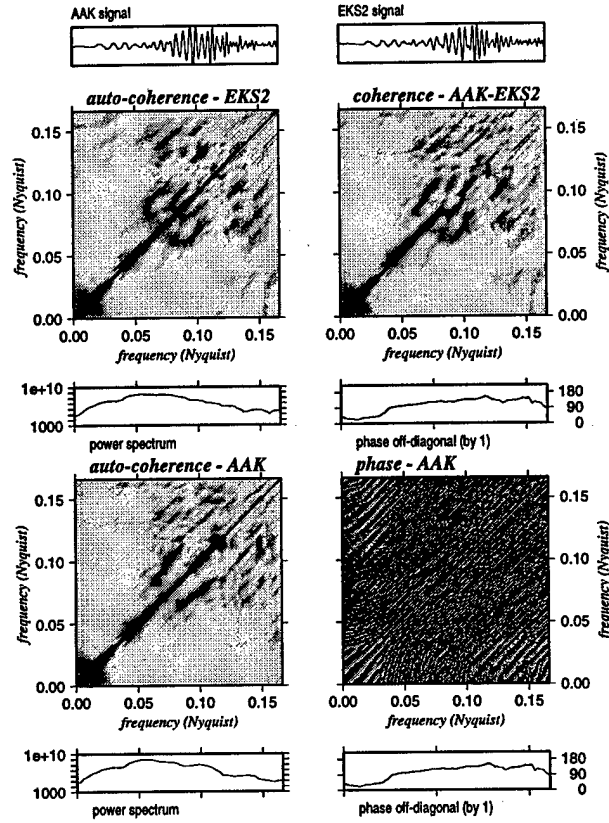 AAK signal
EKS2 signal
auto-coherence - EKS2
coherence - AAK-EKS2
0.15
0.10
0.05
0.00
frequency (Nyquist)
0.15
0.10
0.05
0.00
frequency (Nyquist)
0.00 0.05 0.10 0.15
frequency (Nyquist)
0.00 0.05 0.10 0.15
frequency (Nyquist)
1e+10
1000
power spectrum
180
90
0
phase off-diagonal (by 1)
auto-coherence - AAK
phase - AAK
0.15
0.10
0.05
0.00
frequency (Nyquist)
0.15
0.10
0.05
0.00
frequency (Nyquist)
0.00 0.05 0.10 0.15
frequency (Nyquist)
0.00 0.05 0.10 0.15
frequency (Nyquist)
1e+10
1000
power spectrum
180
90
0
phase off-diagonal (by 1)